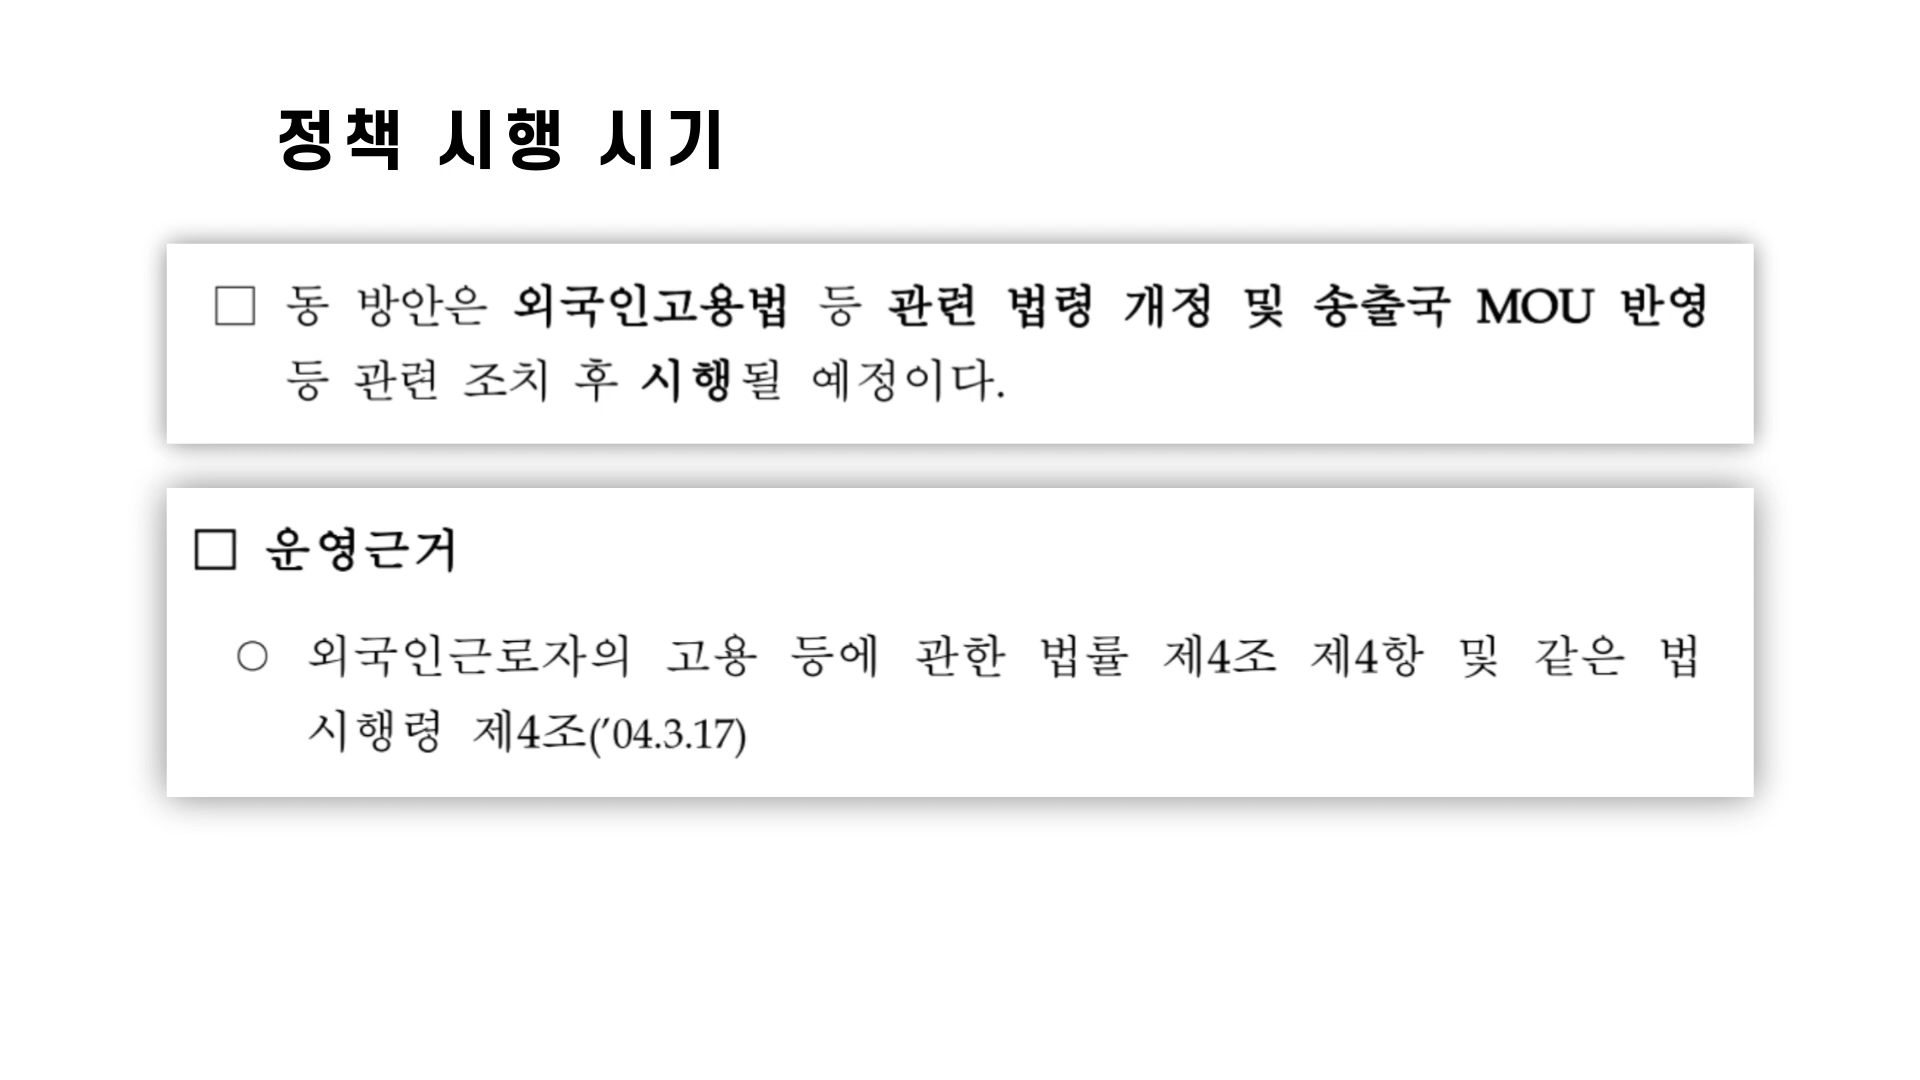 정책 시행 시기
□ 동 방안은 외국인고용법 등 관련 법령 개정 및 송출국 MOU 반영
등 관련 조치 후 시행될 예정이다.
□ 운영근거
○ 외국인근로자의 고용 등에 관한 법률 제4조 제4항 및 같은 법
시행령 제4조(’04.3.17)